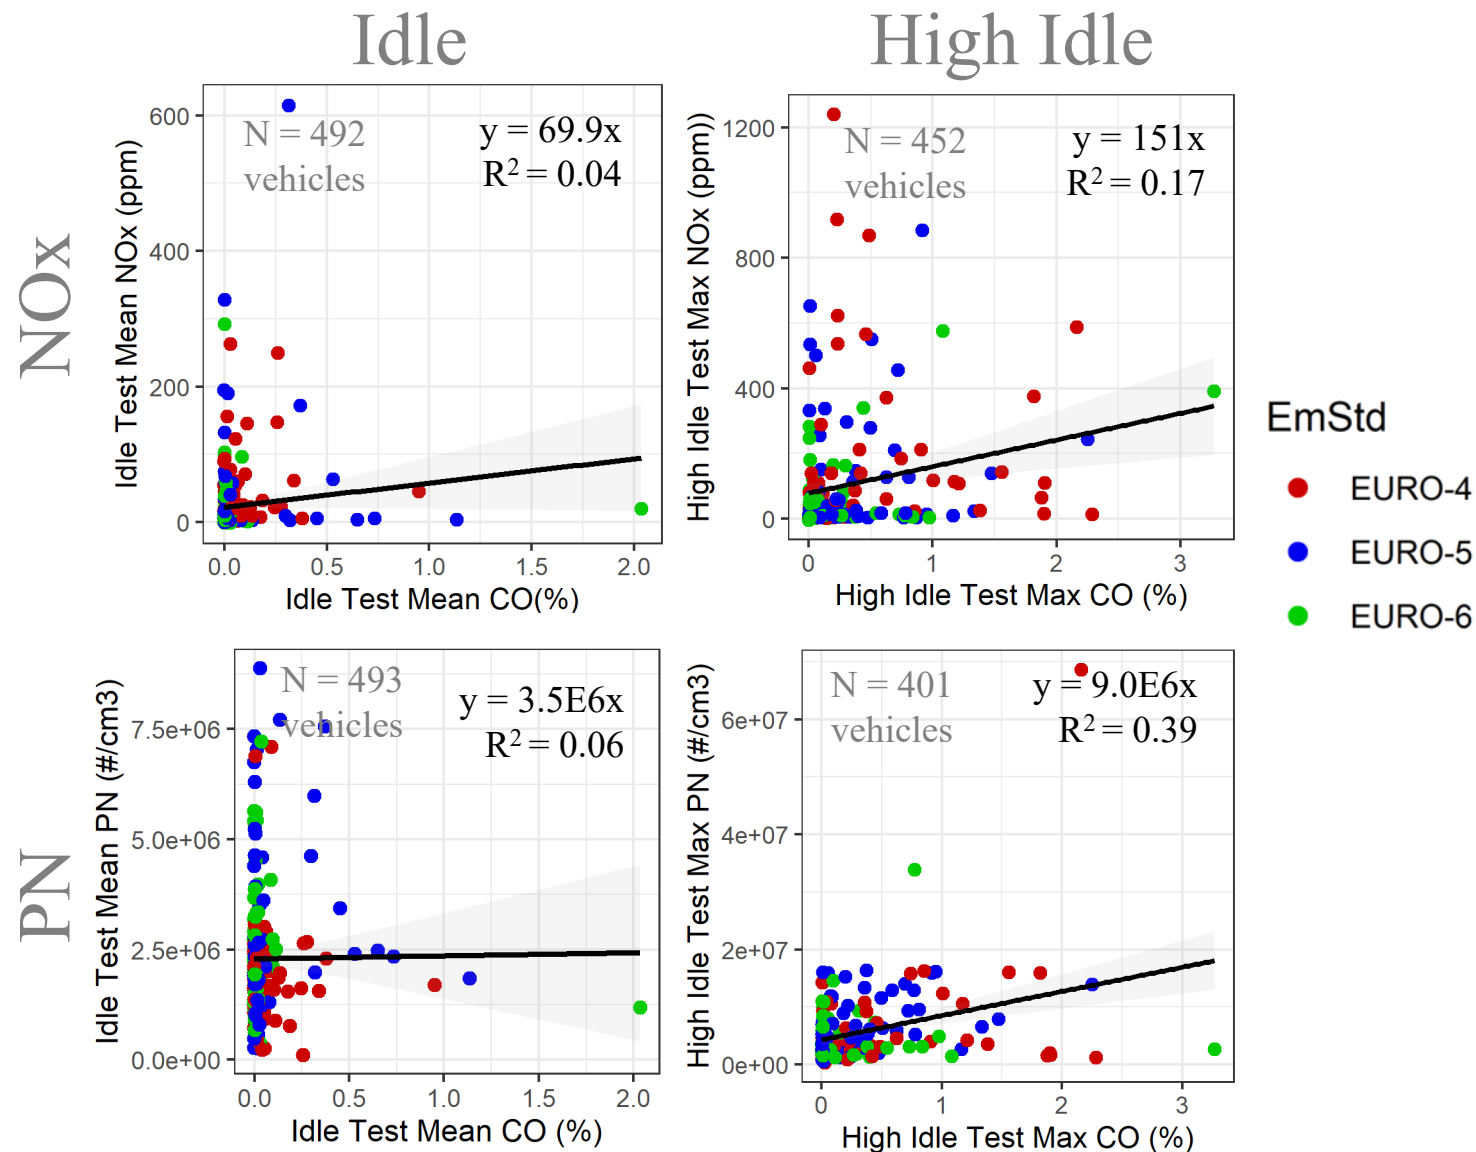 Idle
High Idle
NOx
PN
Idle Test Mean NOx (ppm)
600
400
200
0
N = 492
vehicles
y = 69.9x
R² = 0.04
0.0 0.5 1.0 1.5 2.0
Idle Test Mean CO(%)
High Idle Test Max NOx (ppm))
1200
800
400
0
N = 452
vehicles
y = 151x
R² = 0.17
0 1 2 3
High Idle Test Max CO (%)
EmStd
EURO-4
EURO-5
EURO-6
Idle Test Mean PN (#/cm3)
7.5e+06
5.0e+06
2.5e+06
0.0e+00
N = 493
vehicles
y = 3.5E6x
R² = 0.06
0.0 0.5 1.0 1.5 2.0
Idle Test Mean CO (%)
High Idle Test Max PN (#/cm3)
6e+07
4e+07
2e+07
0e+00
N = 401
vehicles
y = 9.0E6x
R² = 0.39
0 1 2 3
High Idle Test Max CO (%)